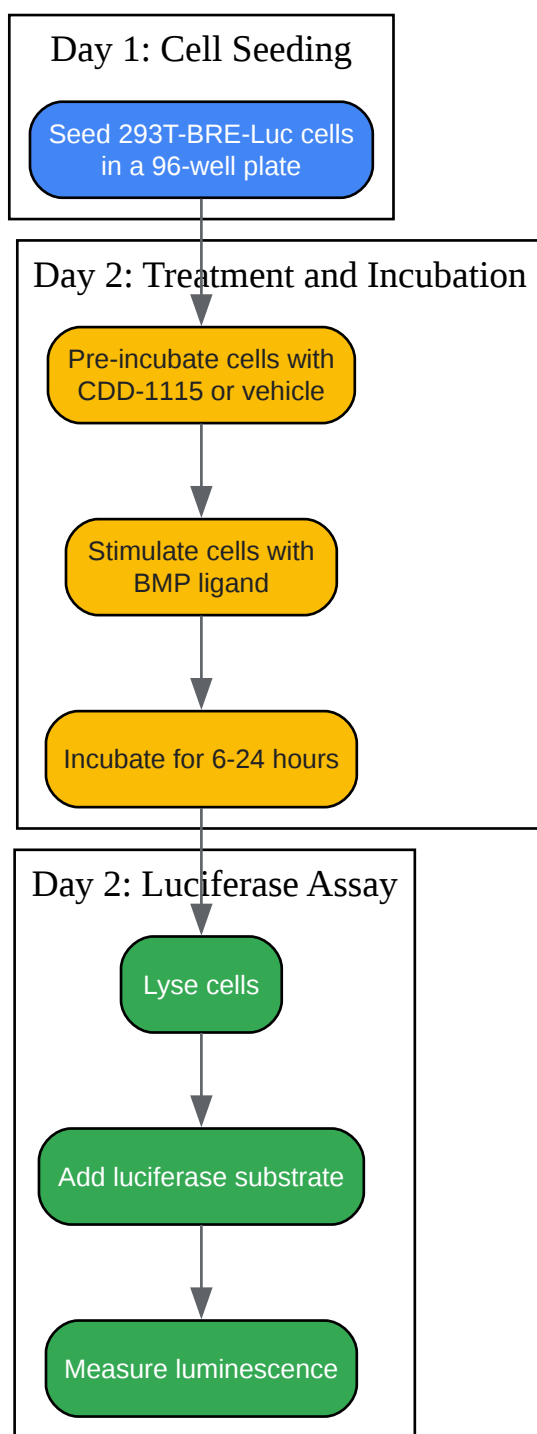 Day 1: Cell Seeding
Seed 293T-BRE-Luc cells
in a 96-well plate
Day 2: Treatment and Incubation
Pre-incubate cells with
CDD-1115 or vehicle
Stimulate cells with
BMP ligand
Incubate for 6-24 hours
Day 2: Luciferase Assay
Lyse cells
Add luciferase substrate
Measure luminescence